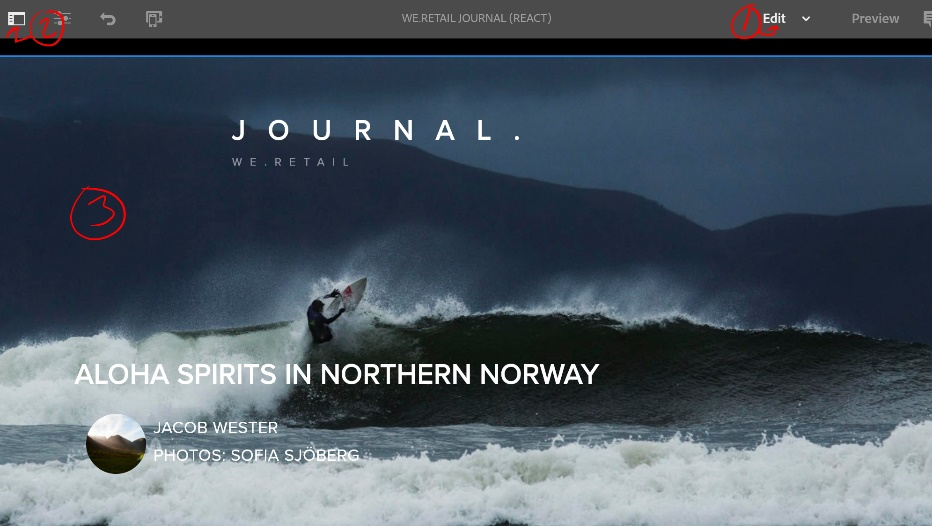 2
WE.RETAIL JOURNAL (REACT)
1
Edit
Preview
JOURNAL.
WE.RETAIL
3
ALOHA SPIRITS IN NORTHERN NORWAY
JACOB WESTER
PHOTOS: SOFIA SJÖBERG